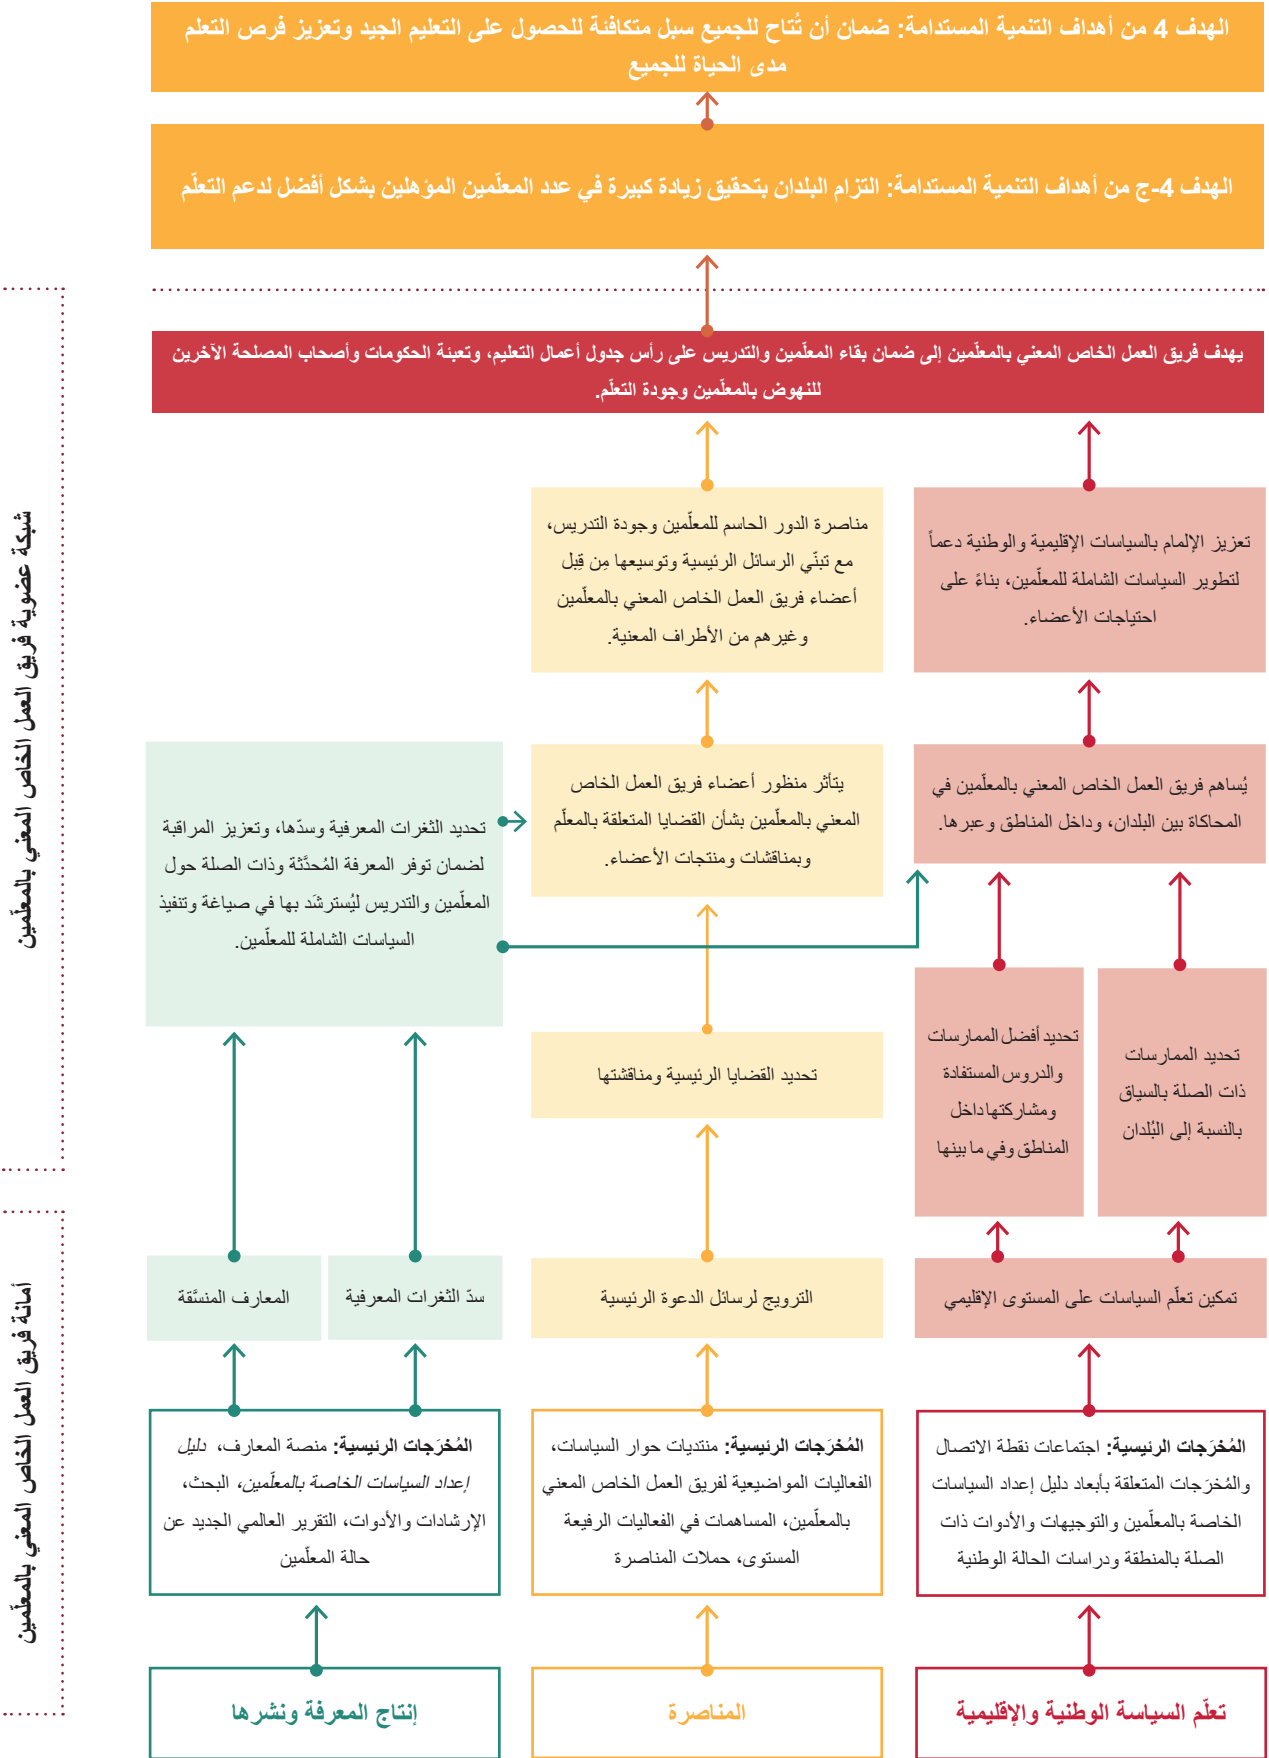 الهدف 4 من أهداف التنمية المستدامة: ضمان أن تُتاح للجميع سبل متكافئة للحصول على التعليم الجيد وتعزيز فرص التعلم
مدى الحياة للجميع
الهدف 4-ج من أهداف التنمية المستدامة: التزام البلدان بتحقيق زيادة كبيرة في عدد المعلّمين المؤهلين بشكل أفضل لدعم التعلّم
يهدف فريق العمل الخاص المعني بالمعلّمين إلى ضمان بقاء المعلّمين والتدريس على رأس جدول أعمال التعليم، وتعبئة الحكومات وأصحاب المصلحة الآخرين
للنهوض بالمعلّمين وجودة التعلّم.
تعزيز الإلمام بالسياسات الإقليمية والوطنية دعماً
لتطوير السياسات الشاملة للمعلّمين، بناءً على
احتياجات الأعضاء.
مناصرة الدور الحاسم للمعلّمين وجودة التدريس،
مع تبنّي الرسائل الرئيسية وتوسيعها مِن قِبل
أعضاء فريق العمل الخاص المعني بالمعلّمين
وغيرهم من الأطراف المعنية.
يُساهم فريق العمل الخاص المعني بالمعلّمين في
المحاكاة بين البلدان، وداخل المناطق وعبرها.
يتأثر منظور أعضاء فريق العمل الخاص
المعني بالمعلّمين بشأن القضايا المتعلقة بالمعلّم
وبمناقشات ومنتجات الأعضاء.
تحديد الثغرات المعرفية وسدّها، وتعزيز المراقبة
لضمان توفر المعرفة المُحدَّثة وذات الصلة حول
المعلّمين والتدريس ليُسترشَد بها في صياغة وتنفيذ
السياسات الشاملة للمعلّمين.
تحديد الممارسات
ذات الصلة بالسياق
بالنسبة إلى البُلدان
تحديد أفضل الممارسات
والدروس المستفادة
ومشاركتها داخل
المناطق وفي ما بينها
تحديد القضايا الرئيسية ومناقشتها
تمكين تعلّم السياسات على المستوى الإقليمي
الترويج لرسائل الدعوة الرئيسية
سدّ الثغرات المعرفية
المعارف المنسَّقة
المُخرَجات الرئيسية: اجتماعات نقطة الاتصال
والمُخرَجات المتعلقة بأبعاد دليل إعداد السياسات
الخاصة بالمعلّمين والتوجيهات والأدوات ذات
الصلة بالمنطقة ودراسات الحالة الوطنية
المُخرَجات الرئيسية: منتديات حوار السياسات،
الفعاليات المواضيعية لفريق العمل الخاص المعني
بالمعلّمين، المساهمات في الفعاليات الرفيعة
المستوى، حملات المناصرة
المُخرَجات الرئيسية: منصة المعارف، دليل
إعداد السياسات الخاصة بالمعلّمين، البحث،
الإرشادات والأدوات، التقرير العالمي الجديد عن
حالة المعلّمين
تعلّم السياسة الوطنية والإقليمية
المناصرة
إنتاج المعرفة ونشرها
شبكة عضوية فريق العمل الخاص المعني بالمعلّمين
أمانة فريق العمل الخاص المعني بالمعلّمين